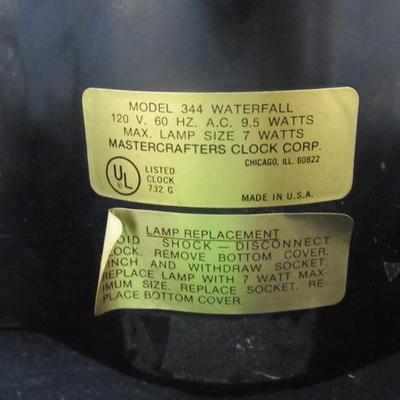 MODEL 344 WATERFALL
120 V. 60 HZ. A.C. 9.5 WATTS
MAX. LAMP SIZE 7 WATTS
MASTERCRAFTERS CLOCK CORP.
CHICAGO, ILL. 60622
UL
LISTED
CLOCK
732 G
MADE IN U.S.A.
LAMP REPLACEMENT
SHOCK — DISCONNECT
REMOVE BOTTOM COVER.
AND WITHDRAW SOCKET.
REPLACE LAMP WITH 7 WATT MAX-
IMUM SIZE. REPLACE SOCKET. RE-
PLACE BOTTOM COVER.